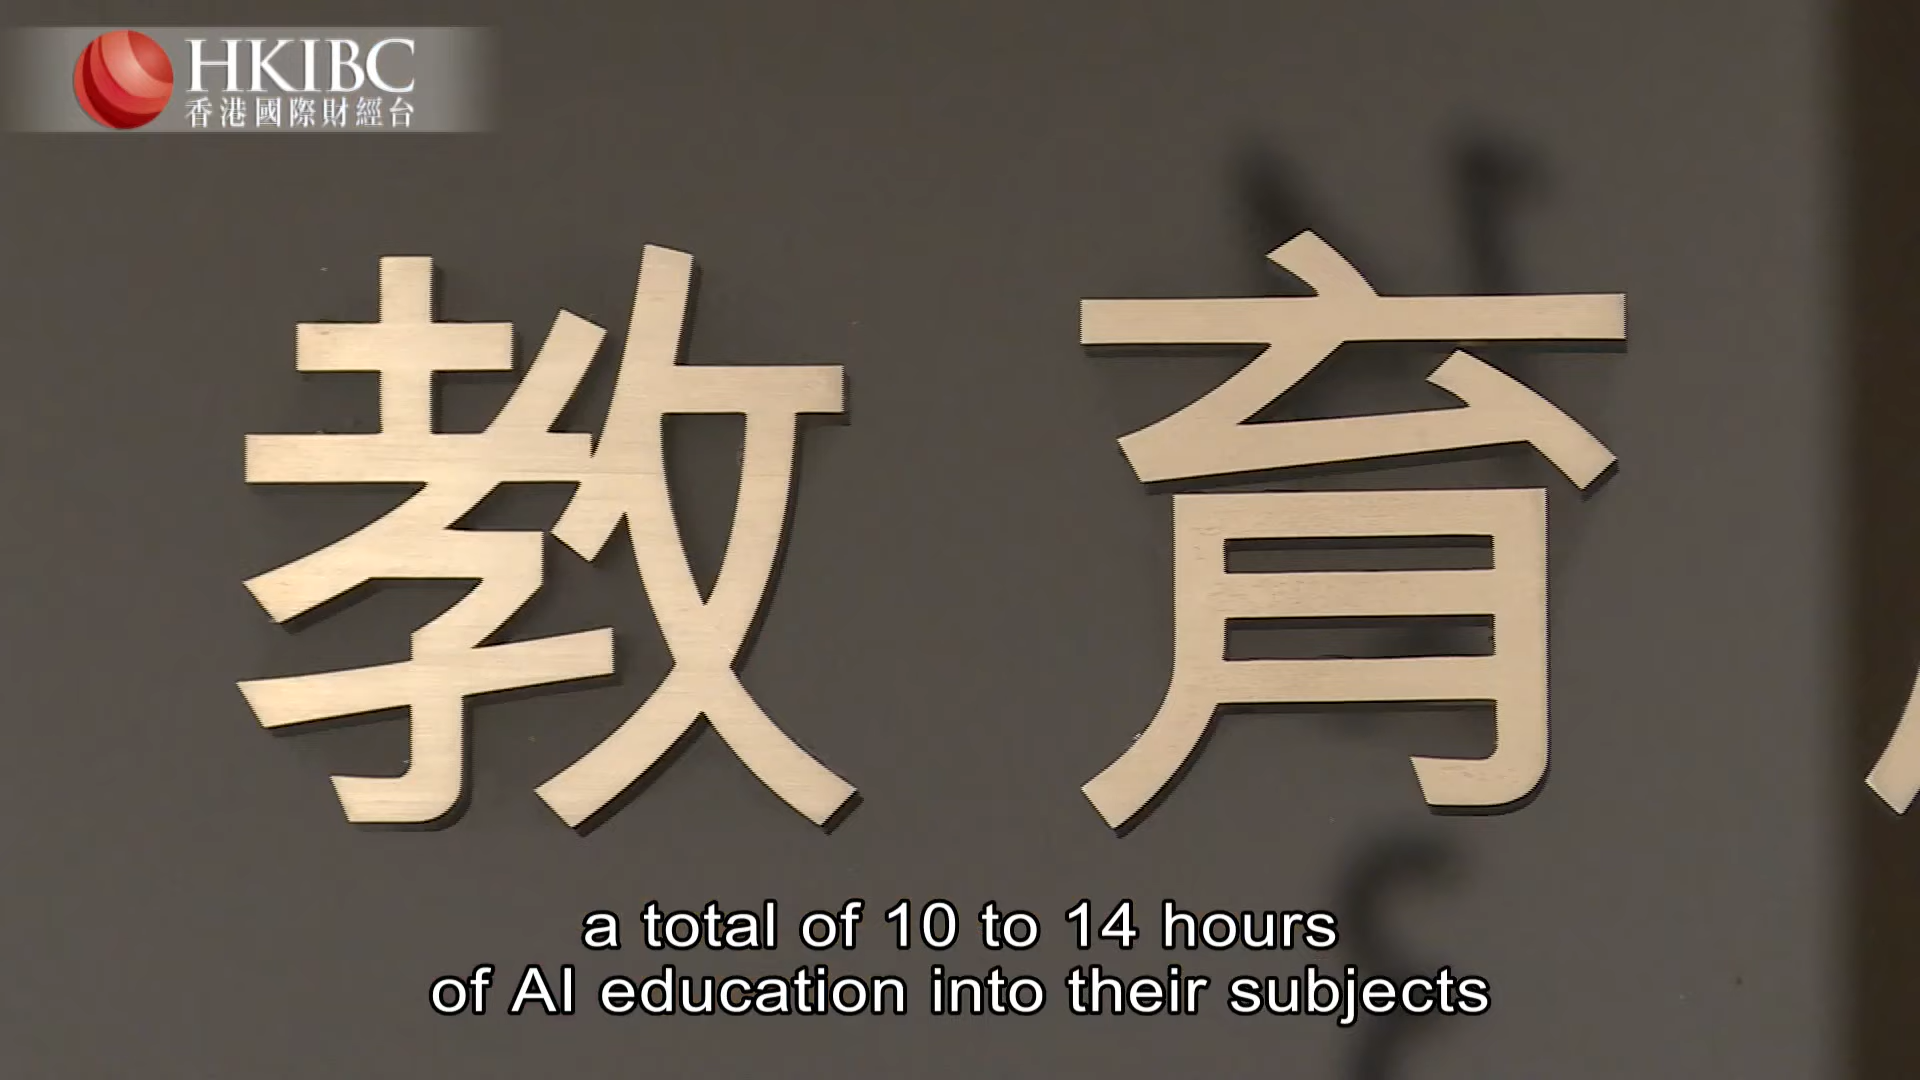 HKIBC
香港國際財經台
教育
a total of 10 to 14 hours
of AI education into their subjects